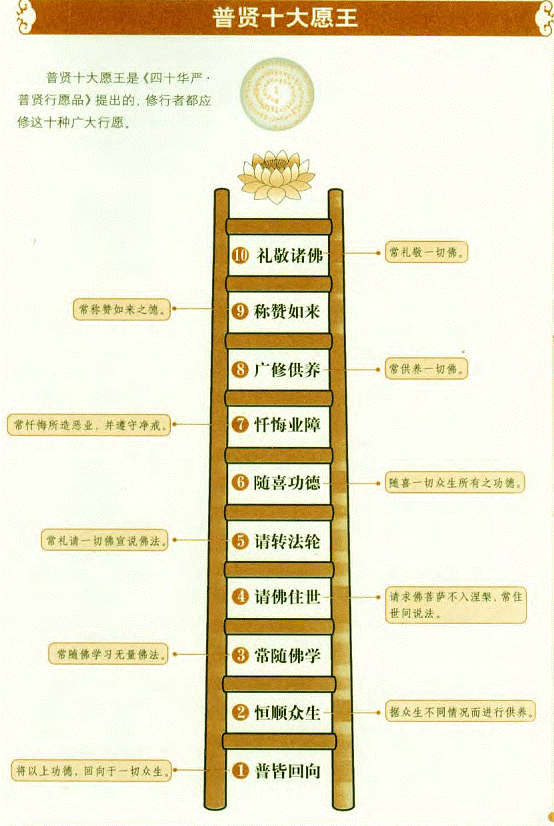 普贤十大愿王
普贤十大愿王是《四十华严·
普贤行愿品》提出的，修行者都应
修这十种广大行愿。
10 礼敬诸佛
常礼敬一切佛。
9 称赞如来
常称赞如来之德。
8 广修供养
常供养一切佛。
7 忏悔业障
常忏悔所造恶业，并遵守净戒。
6 随喜功德
随喜一切众生所有之功德。
5 请转法轮
常礼请一切佛宣说佛法。
4 请佛住世
请求佛菩萨不入涅槃，常住
世间说法。
3 常随佛学
常随佛学习无量佛法。
2 恒顺众生
据众生不同情况而进行供养。
1 普皆回向
将以上功德，回向于一切众生。